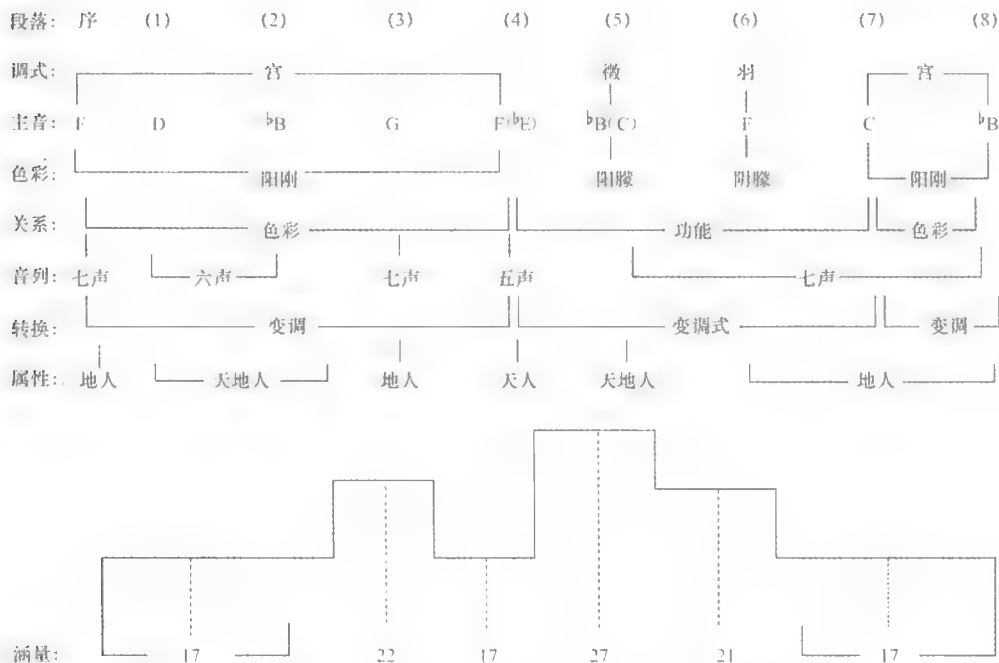 段落: 序 (1) (2) (3) (4) (5) (6) (7) (8)
调式: 宫 徵 羽 宫
主音: F D ♭B G F(♭E) ♭B(C) F C ♭B
色彩: 阳刚 阳朦 阴朦 阳刚
关系: 色彩 功能 色彩
音列: 七声 六声 七声 五声 七声
转换: 变调 变调式 变调
属性: 地人 天地人 地人 天人 天地人 地人
涵量: 17 22 17 27 21 17